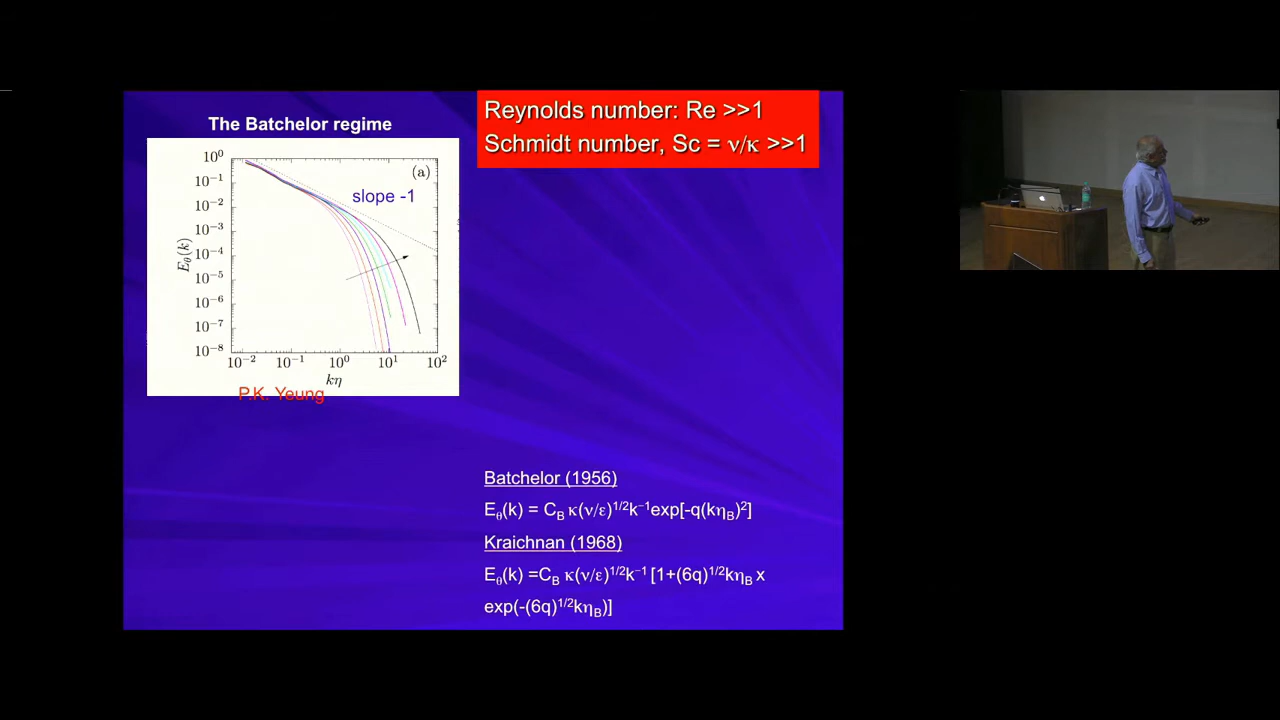 The Batchelor regime
Reynolds number: Re >>1
Schmidt number, Sc = ν/κ >>1
(a)
slope -1
10⁰
10⁻¹
10⁻²
10⁻³
10⁻⁴
10⁻⁵
10⁻⁶
10⁻⁷
10⁻⁸
E_θ(k)
10⁻² 10⁻¹ 10⁰ 10¹ 10²
kη
P.K. Yeung
Batchelor (1956)
E_θ(k) = C_B κ(ν/ε)^1/2 k⁻¹exp[-q(kη_B)²]
Kraichnan (1968)
E_θ(k) =C_B κ(ν/ε)^1/2 k⁻¹ [1+(6q)^1/2 kη_B x
exp(-(6q)^1/2 kη_B)]